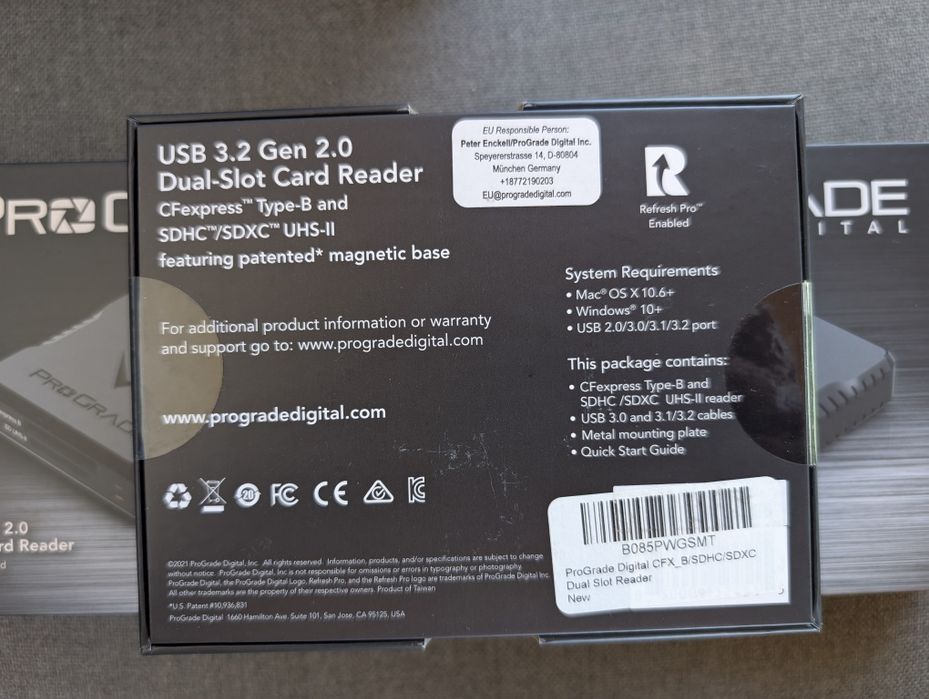 USB 3.2 Gen 2.0
Dual-Slot Card Reader
CFexpress™ Type-B and
SDHC™/SDXC™ UHS-II
featuring patented* magnetic base
EU Responsible Person:
Peter Enckell/ProGrade Digital Inc.
Speyererstrasse 14, D-80804
München Germany
+18772190203
EU@progradedigital.com
R
Refresh Pro™
Enabled
PRO G
ADE
ITAL
System Requirements
• Mac® OS X 10.6+
• Windows® 10+
• USB 2.0/3.0/3.1/3.2 port
For additional product information or warranty
and support go to: www.progradedigital.com
This package contains:
• CFexpress Type-B and
SDHC /SDXC UHS-II reader
• USB 3.0 and 3.1/3.2 cables
• Metal mounting plate
• Quick Start Guide
www.progradedigital.com
PROGRADE
20
FC
CE
2.0
rd Reader
B085PWGSMT
ProGrade Digital CFX_B/SDHC/SDXC
Dual Slot Reader
New
©2021 ProGrade Digital, Inc. All rights reserved. Information, products, and/or specifications are subject to change
without notice. ProGrade Digital, Inc. is not responsible for omissions or errors in typography or photography.
ProGrade Digital, the ProGrade Digital Logo, Refresh Pro, and the Refresh Pro logo are trademarks of ProGrade Digital Inc.
All other trademarks are the property of their respective owners. Product of Taiwan
*U.S. Patent #10,936,831
ProGrade Digital 1660 Hamilton Ave. Suite 101, San Jose, CA 95125, USA